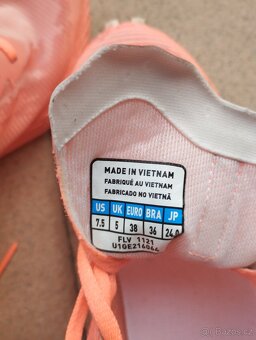 MADE IN VIETNAM
FABRIQUÉ AU VIETNAM
FABRICADO NO VIETNÃ
US UK EURO BRA JP
7.5 5 38 36 24.0
FLV 1121